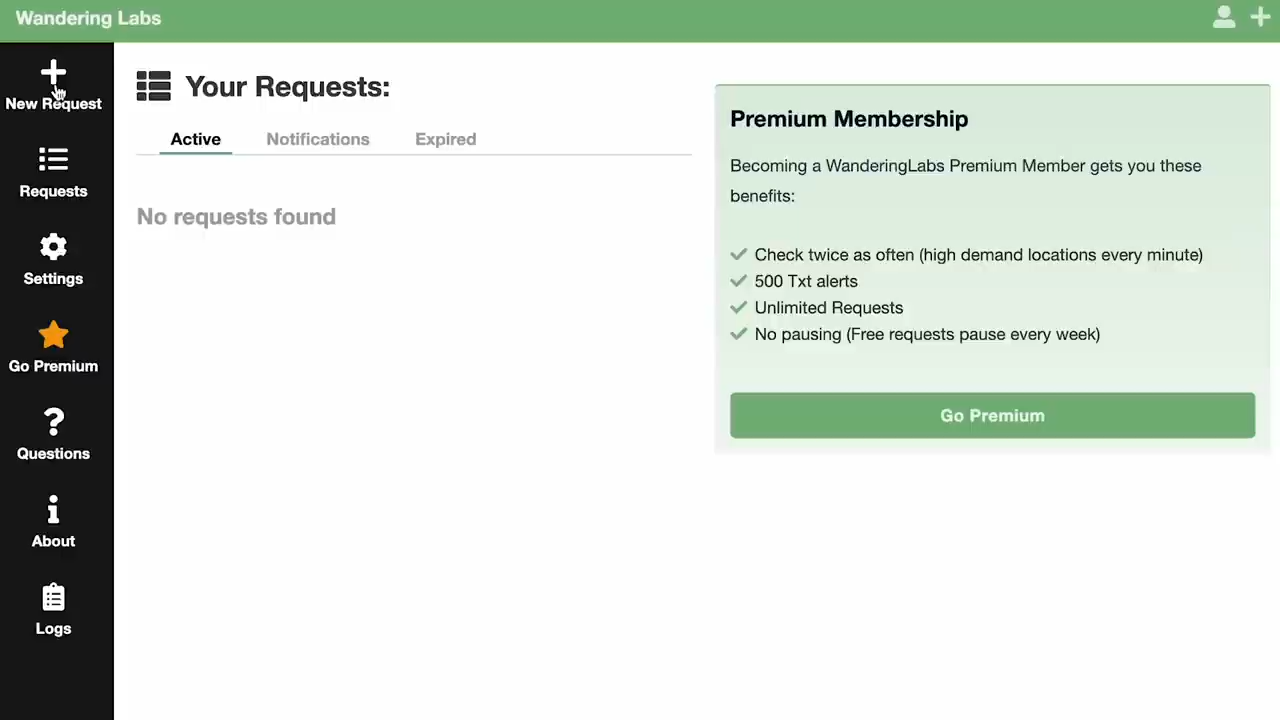 Wandering Labs
New Request
Requests
Settings
Go Premium
Questions
About
Logs
Your Requests:
Active
Notifications
Expired
No requests found
Premium Membership
Becoming a WanderingLabs Premium Member gets you these
benefits:
Check twice as often (high demand locations every minute)
500 Txt alerts
Unlimited Requests
No pausing (Free requests pause every week)
Go Premium